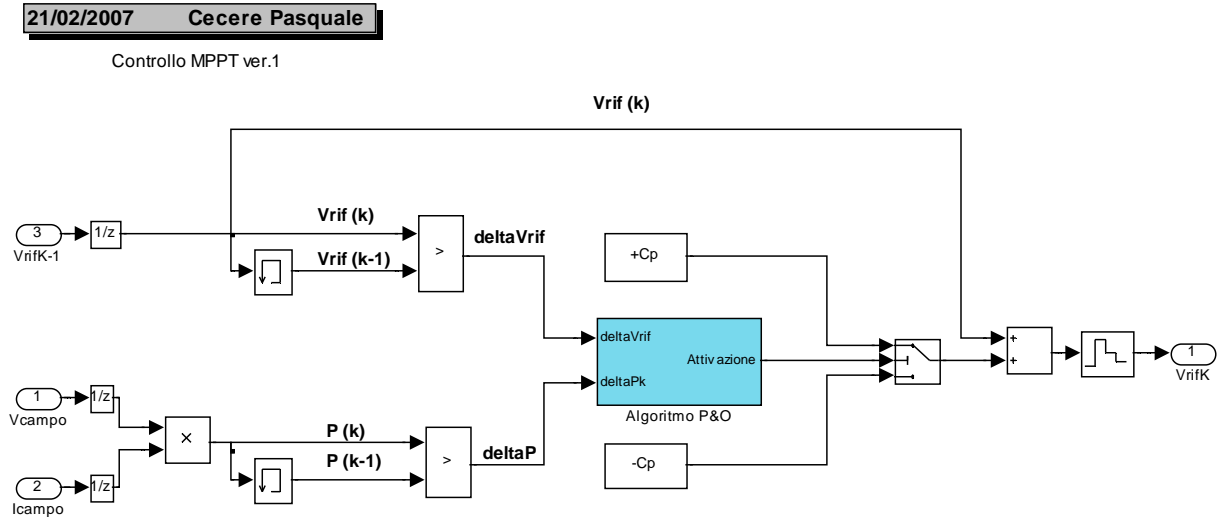 21/02/2007 Cecere Pasquale
Controllo MPPT ver.1
Vrif (k)
3
VrifK-1
1/z
Vrif (k)
Vrif (k-1)
>
deltaVrif
+Cp
deltaVrif
deltaPk
Attivazione
Algoritmo P&O
+
+
1
VrifK
1
Vcampo
1/z
2
Icampo
1/z
×
P (k)
P (k-1)
>
deltaP
-Cp